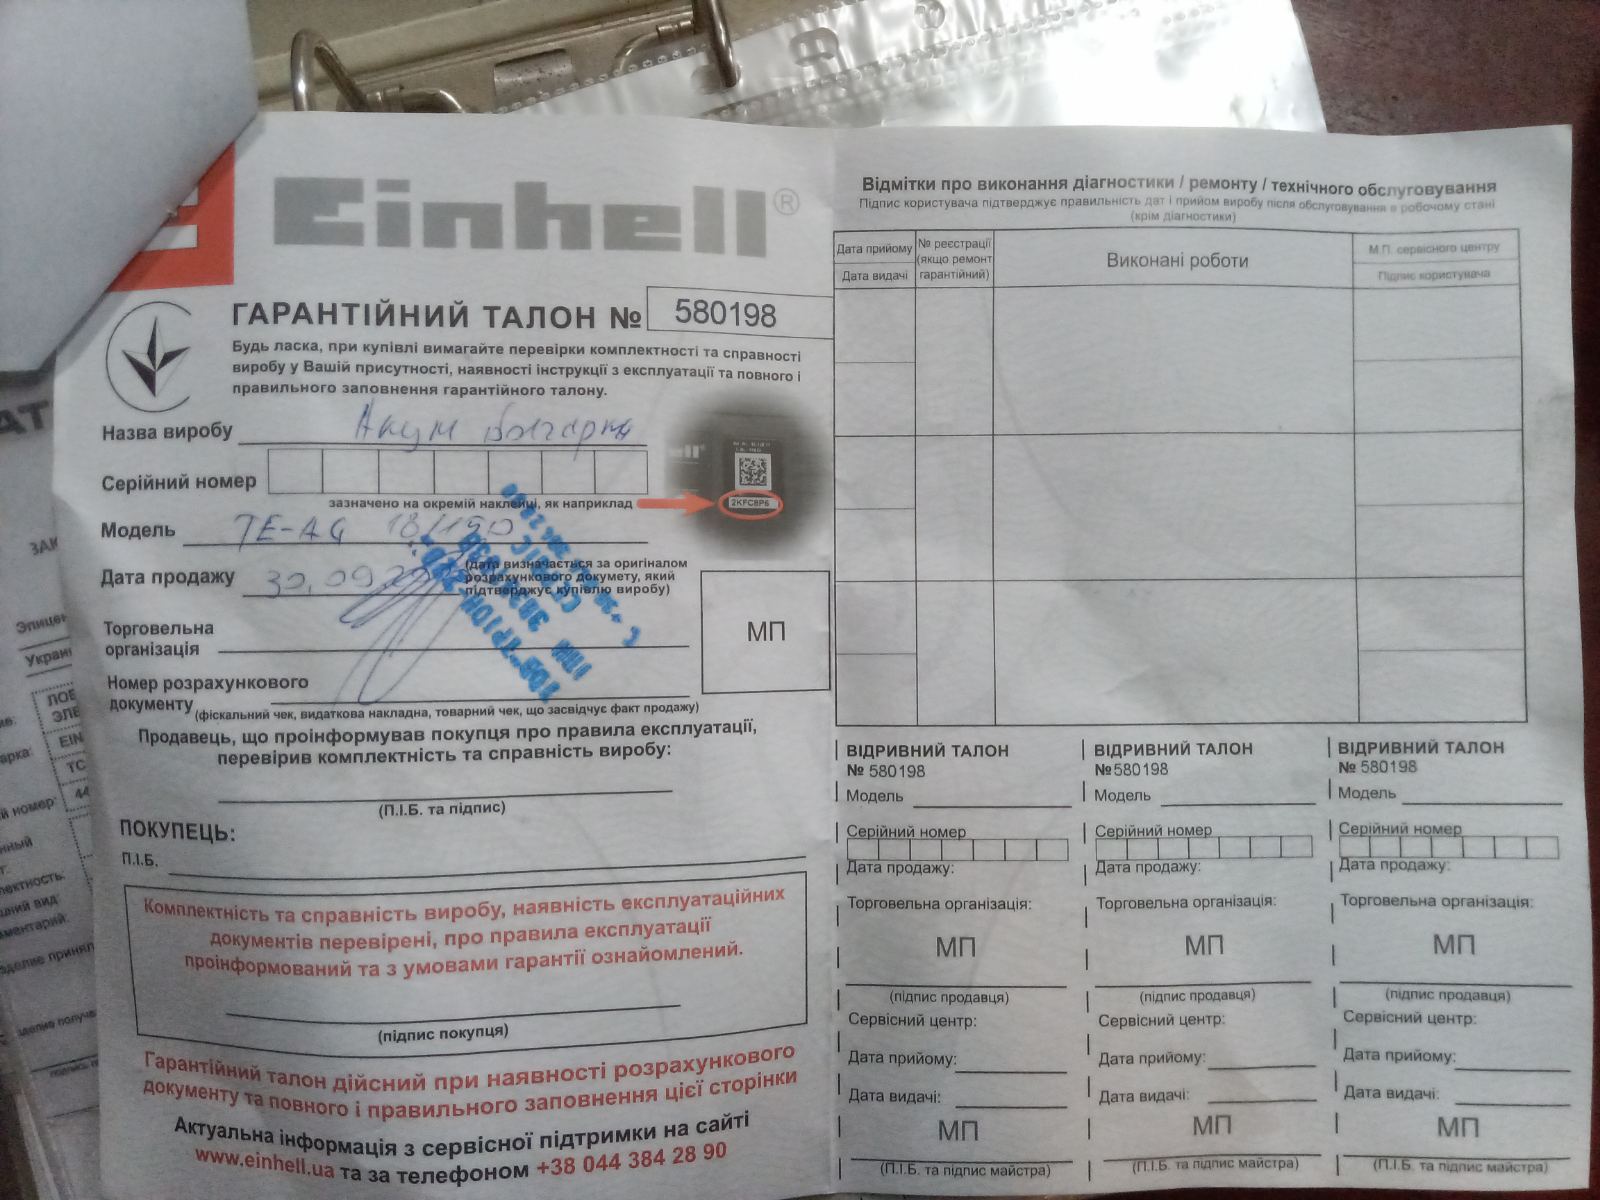 Einhell®
ГАРАНТІЙНИЙ ТАЛОН № 580198
Будь ласка, при купівлі вимагайте перевірки комплектності та справності
виробу у Вашій присутності, наявності інструкції з експлуатації та повного і
правильного заповнення гарантійного талону.
Назва виробу Акум болгарка
Серійний номер
зазначено на окремій наклейці, як наприклад
2KFC8P6
Модель TE-AG 18/150
Дата продажу 30.09
(дата визначається за оригіналом
розрахункового докумету, який
підтверджує купівлю виробу)
Торговельна
організація
МП
Номер розрахункового
документу
(фіскальний чек, видаткова накладна, товарний чек, що засвідчує факт продажу)
Продавець, що проінформував покупця про правила експлуатації,
перевірив комплектність та справність виробу:
(П.І.Б. та підпис)
ПОКУПЕЦЬ:
П.І.Б.
Комплектність та справність виробу, наявність експлуатаційних
документів перевірені, про правила експлуатації
проінформований та з умовами гарантії ознайомлений.
(підпис покупця)
Гарантійний талон дійсний при наявності розрахункового
документу та повного і правильного заповнення цієї сторінки
Актуальна інформація з сервісної підтримки на сайті
www.einhell.ua та за телефоном +38 044 384 28 90
Відмітки про виконання діагностики / ремонту / технічного обслуговування
Підпис користувача підтверджує правильність дат і прийом виробу після обслуговування в робочому стані
(крім діагностики)
Дата прийому
Дата видачі
№ реєстрації
(якщо ремонт
гарантійний)
Виконані роботи
М.П. сервісного центру
Підпис користувача
ВІДРИВНИЙ ТАЛОН
№ 580198
Модель
Серійний номер
Дата продажу:
Торговельна організація:
МП
(підпис продавця)
Сервісний центр:
Дата прийому:
Дата видачі:
МП
(П.І.Б. та підпис майстра)
ВІДРИВНИЙ ТАЛОН
№580198
Модель
Серійний номер
Дата продажу:
Торговельна організація:
МП
(підпис продавця)
Сервісний центр:
Дата прийому:
Дата видачі:
МП
(П.І.Б. та підпис майстра)
ВІДРИВНИЙ ТАЛОН
№ 580198
Модель
Серійний номер
Дата продажу:
Торговельна організація:
МП
(підпис продавця)
Сервісний центр:
Дата прийому:
Дата видачі:
МП
(П.І.Б. та підпис майстра)